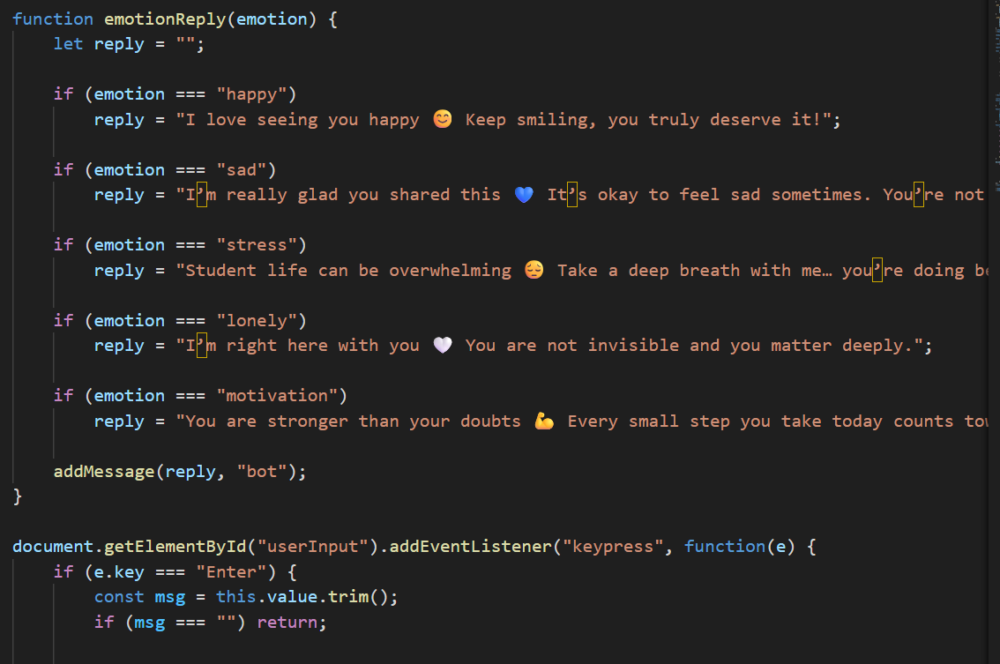 function emotionReply(emotion) {
    let reply = "";

    if (emotion === "happy")
        reply = "I love seeing you happy 😊 Keep smiling, you truly deserve it!";

    if (emotion === "sad")
        reply = "I’m really glad you shared this 💙 It’s okay to feel sad sometimes. You’re not

    if (emotion === "stress")
        reply = "Student life can be overwhelming 😔 Take a deep breath with me… you’re doing

    if (emotion === "lonely")
        reply = "I’m right here with you 🤍 You are not invisible and you matter deeply.";

    if (emotion === "motivation")
        reply = "You are stronger than your doubts 💪 Every small step you take today counts

    addMessage(reply, "bot");
}

document.getElementById("userInput").addEventListener("keypress", function(e) {
    if (e.key === "Enter") {
        const msg = this.value.trim();
        if (msg === "") return;